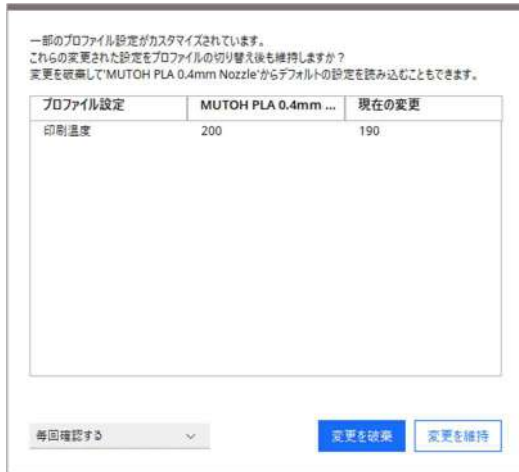 一部のプロファイル設定がカスタマイズされています。
これらの変更された設定をプロファイルの切り替え後も維持しますか？
変更を破棄して'MUTOH PLA 0.4mm Nozzle'からデフォルトの設定を読み込むこともできます。
プロファイル設定 MUTOH PLA 0.4mm ... 現在の変更
印刷温度 200 190
毎回確認する 変更を破棄 変更を維持